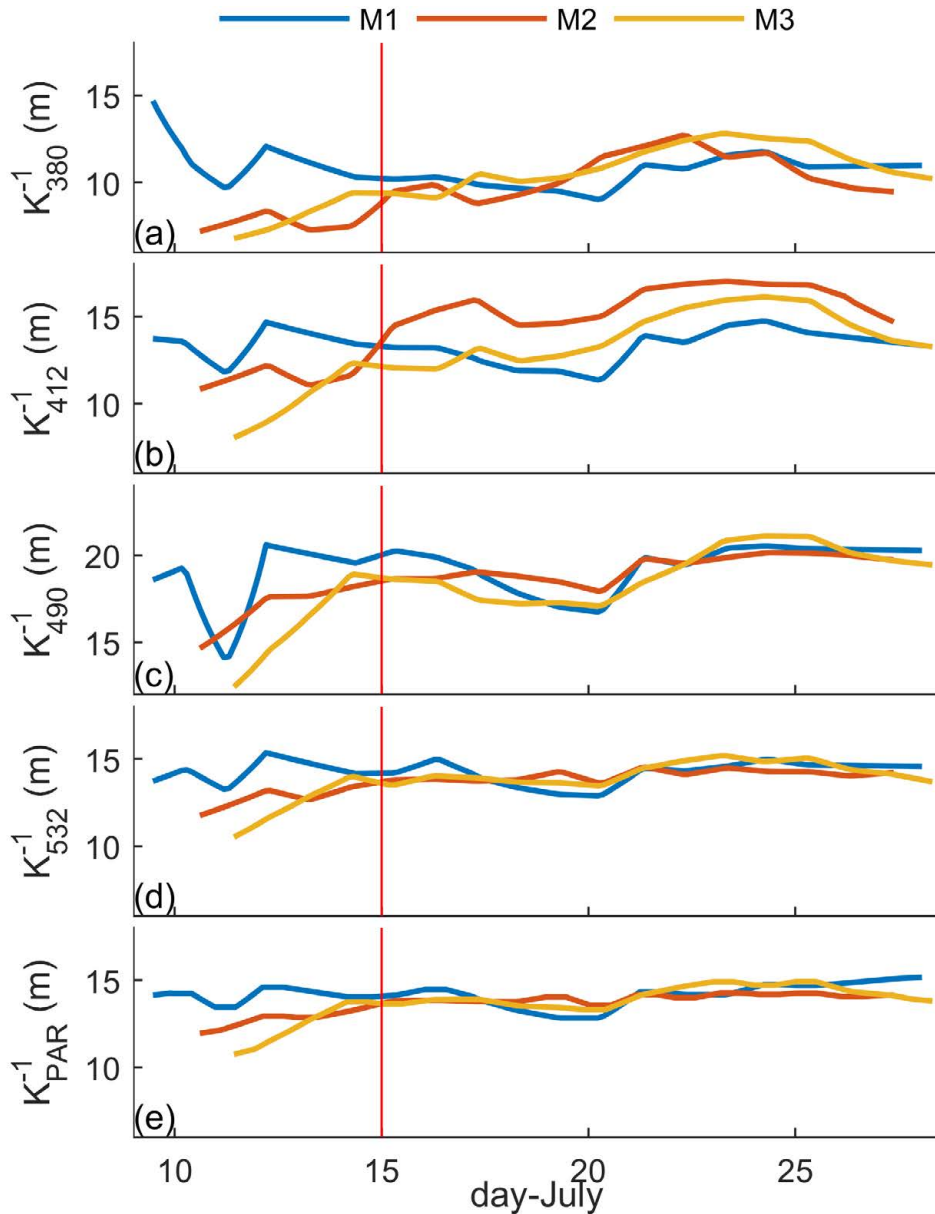 M1 M2 M3
K⁻¹₃₈₀ (m)
15
10
(a)
K⁻¹₄₁₂ (m)
15
10
(b)
K⁻¹₄₉₀ (m)
20
15
(c)
K⁻¹₅₃₂ (m)
15
10
(d)
K⁻¹PAR (m)
15
10
(e)
10 15 20 25
day-July